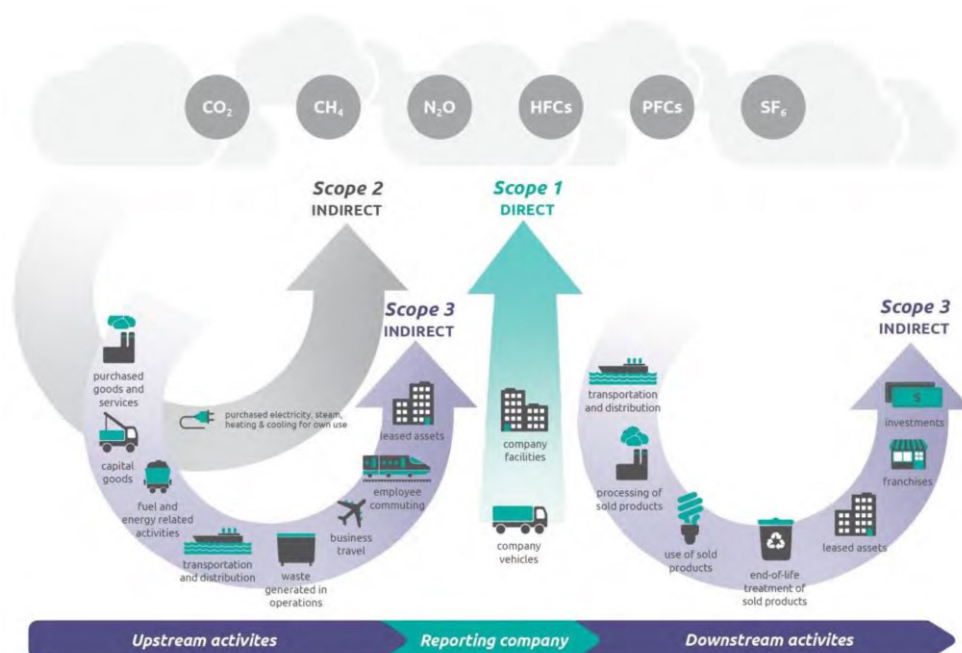 CO₂
CH₄
N₂O
HFCs
PFCs
SF₆
Scope 2
INDIRECT
Scope 1
DIRECT
Scope 3
INDIRECT
Scope 3
INDIRECT
purchased
goods and
services
capital
goods
fuel and
energy related
activities
transportation
and distribution
waste
generated in
operations
business
travel
employee
commuting
leased assets
purchased electricity, steam,
heating & cooling for own use
company
facilities
company
vehicles
transportation
and distribution
processing of
sold products
use of sold
products
end-of-life
treatment of
sold products
leased assets
franchises
investments
$
Upstream activites
Reporting company
Downstream activites